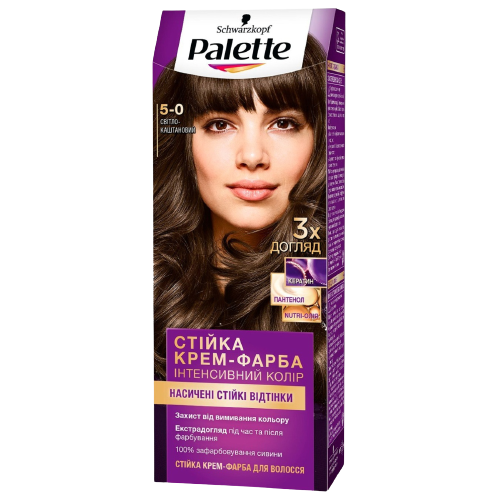 Schwarzkopf
Palette
5-0
СВІТЛО-
КАШТАНОВИЙ
3x
ДОГЛЯД
КЕРАТИН
ПАНТЕНОЛ
NUTRI-ОЛІЯ
СТІЙКА
КРЕМ-ФАРБА
ІНТЕНСИВНИЙ КОЛІР
НАСИЧЕНІ СТІЙКІ ВІДТІНКИ
Захист від вимивання кольору
Екстрадогляд під час та після
фарбування
100% зафарбовування сивини
СТІЙКА КРЕМ-ФАРБА ДЛЯ ВОЛОССЯ